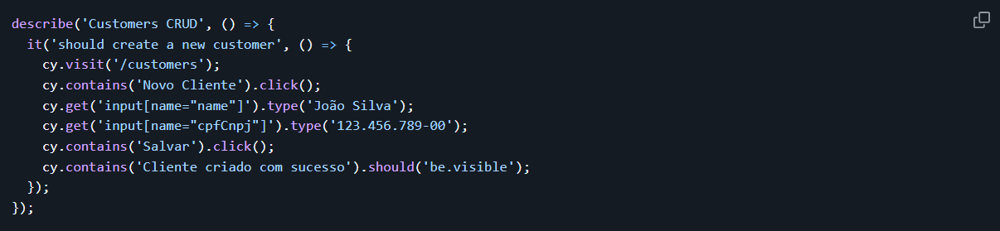 describe('Customers CRUD', () => {
  it('should create a new customer', () => {
    cy.visit('/customers');
    cy.contains('Novo Cliente').click();
    cy.get('input[name="name"]').type('João Silva');
    cy.get('input[name="cpfCnpj"]').type('123.456.789-00');
    cy.contains('Salvar').click();
    cy.contains('Cliente criado com sucesso').should('be.visible');
  });
});